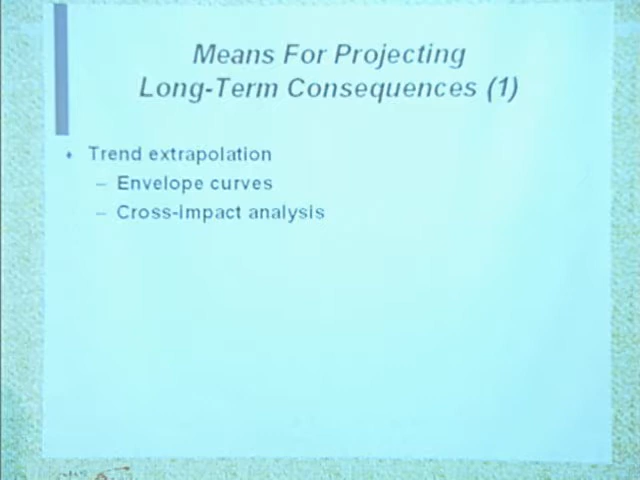 Means For Projecting
Long-Term Consequences (1)
Trend extrapolation
– Envelope curves
– Cross-impact analysis